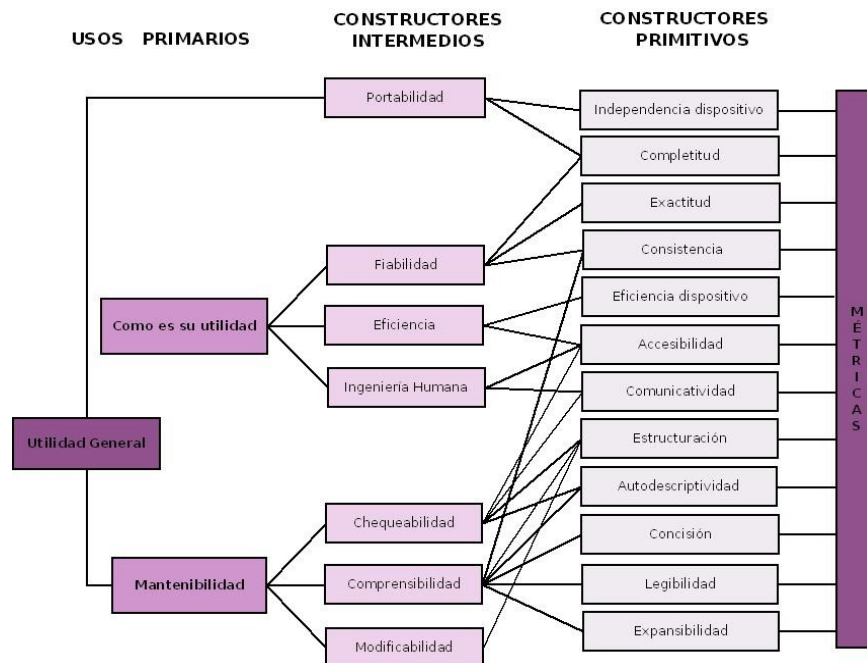 USOS PRIMARIOS
CONSTRUCTORES
INTERMEDIOS
CONSTRUCTORES
PRIMITIVOS
Portabilidad
Fiabilidad
Como es su utilidad
Eficiencia
Ingeniería Humana
Utilidad General
Chequeabilidad
Mantenibilidad
Comprensibilidad
Modificabilidad
Independencia dispositivo
Completitud
Exactitud
Consistencia
Eficiencia dispositivo
Accesibilidad
Comunicatividad
Estructuración
Autodescriptividad
Concisión
Legibilidad
Expansibilidad
MÉTRICAS